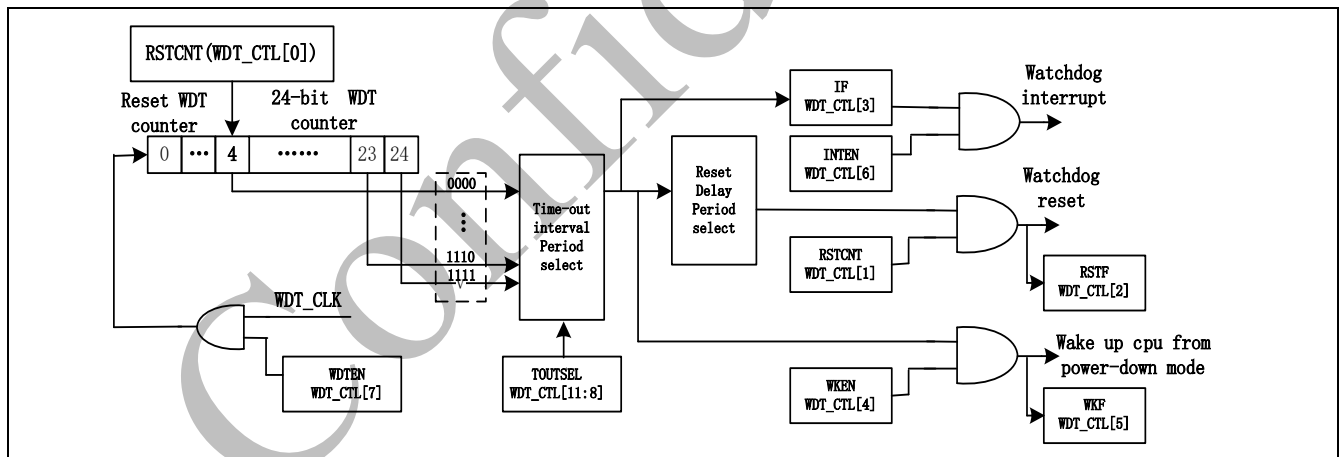 RSTCNT(WDT_CTL[0])
Reset WDT
counter
24-bit WDT
counter
0 ... 4 ...... 23 24
0000
1110
1111
Time-out
interval
Period
select
WDT_CLK
WDTEN
WDT_CTL[7]
TOUTSEL
WDT_CTL[11:8]
Reset
Delay
Period
select
IF
WDT_CTL[3]
INTEN
WDT_CTL[6]
Watchdog
interrupt
RSTCNT
WDT_CTL[1]
Watchdog
reset
RSTF
WDT_CTL[2]
WKEN
WDT_CTL[4]
Wake up cpu from
power-down mode
WKF
WDT_CTL[5]
Confid